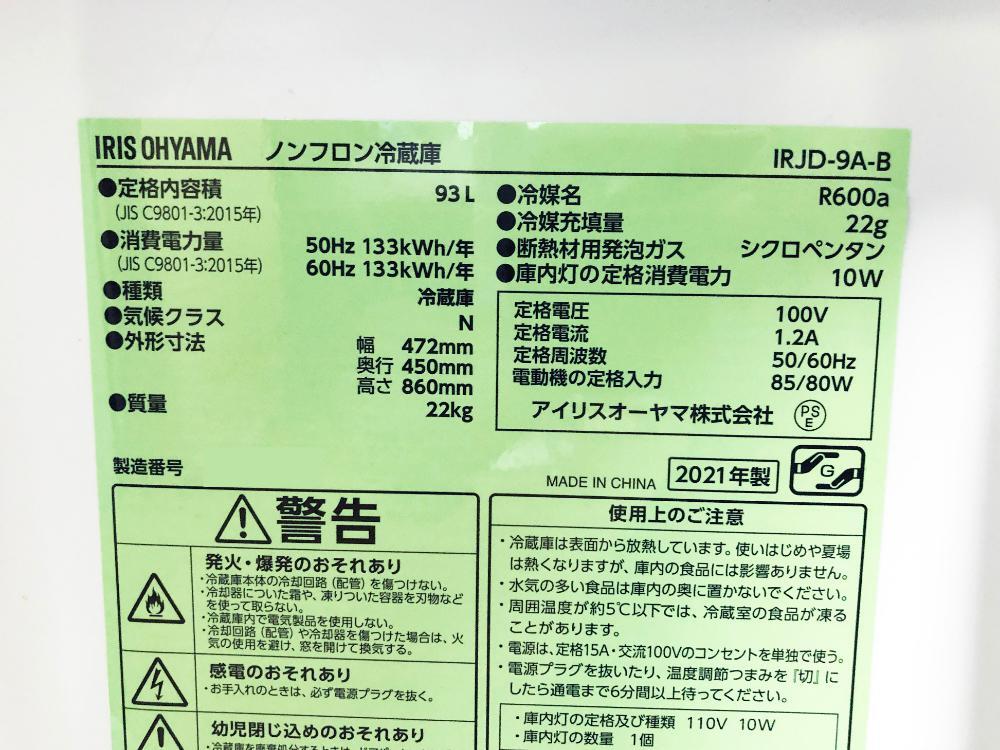 IRIS OHYAMA ノンフロン冷蔵庫 IRJD-9A-B
●定格内容積 93L
(JIS C9801-3:2015年)
●消費電力量 50Hz 133kWh/年
(JIS C9801-3:2015年) 60Hz 133kWh/年
●種類 冷蔵庫
●気候クラス N
●外形寸法 幅 472mm
奥行 450mm
高さ 860mm
●質量 22kg
●冷媒名 R600a
●冷媒充填量 22g
●断熱材用発泡ガス シクロペンタン
●庫内灯の定格消費電力 10W
定格電圧 100V
定格電流 1.2A
定格周波数 50/60Hz
電動機の定格入力 85/80W
アイリスオーヤマ株式会社 PSE
製造番号
MADE IN CHINA 2021年製 G
警告
発火・爆発のおそれあり
・冷蔵庫本体の冷却回路(配管)を傷つけない。
・冷却器についた霜や、凍りついた容器を刃物など
を使って取らない。
・冷蔵庫内で電気製品を使用しない。
・冷却回路(配管)や冷却器を傷つけた場合は、火
気の使用を避け、窓を開けて換気する。
感電のおそれあり
・お手入れのときは、必ず電源プラグを抜く。
幼児閉じ込めのおそれあり
使用上のご注意
・冷蔵庫は表面から放熱しています。使いはじめや夏場
は熱くなりますが、庫内の食品には影響ありません。
・水気の多い食品は庫内の奥に置かないでください。
・周囲温度が約5℃以下では、冷蔵室の食品が凍る
ことがあります。
・電源は、定格15A・交流100Vのコンセントを単独で使う。
・電源プラグを抜いたり、温度調節つまみを『切』に
したら通電まで6分間以上待ってください。
・庫内灯の定格及び種類 110V 10W
・庫内灯の数量 1個